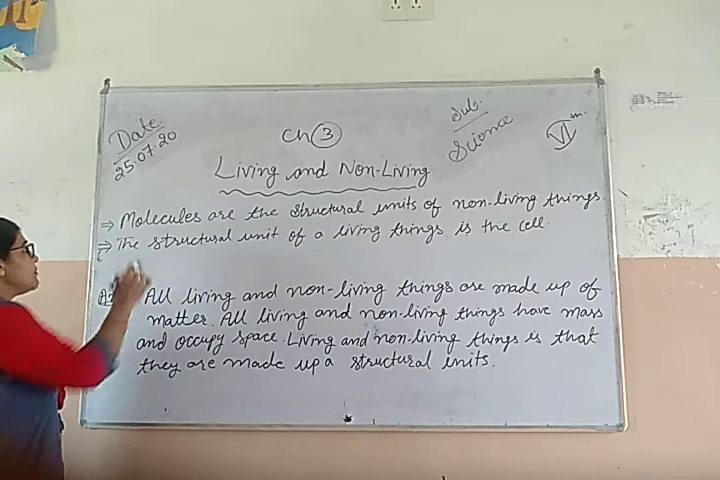 Date
25.07.20
Ch 3
Sub.
Science
VI th
Living and Non-Living
⇒ Molecules are the structural units of non-living things.
⇒ The structural unit of a living things is the cell.
All living and non-living things are made up of
matter. All living and non-living things have mass
and occupy space. Living and non-living things is that
they are made up a structural units.